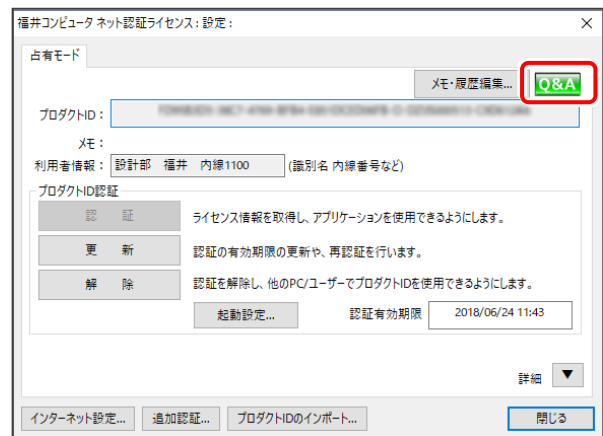 福井コンピュータ ネット認証ライセンス : 設定 :
占有モード
メモ・履歴編集... Q&A
プロダクトID :
メモ :
利用者情報 : 設計部 福井 内線1100 (識別名 内線番号など)
プロダクトID認証
認 証 ライセンス情報を取得し、アプリケーションを使用できるようにします。
更 新 認証の有効期限の更新や、再認証を行います。
解 除 認証を解除し、他のPC/ユーザーでプロダクトIDを使用できるようにします。
起動設定... 認証有効期限 2018/06/24 11:43
詳細 ▼
インターネット設定... 追加認証... プロダクトIDのインポート... 閉じる